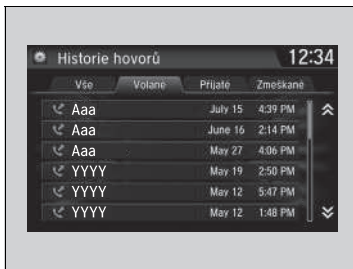 Historie hovorů 12:34
Vše Volané Přijaté Zmeškané
Aaa July 15 4:39 PM
Aaa June 16 2:14 PM
Aaa May 27 4:06 PM
YYYY May 19 2:50 PM
YYYY May 12 5:47 PM
YYYY May 12 1:48 PM